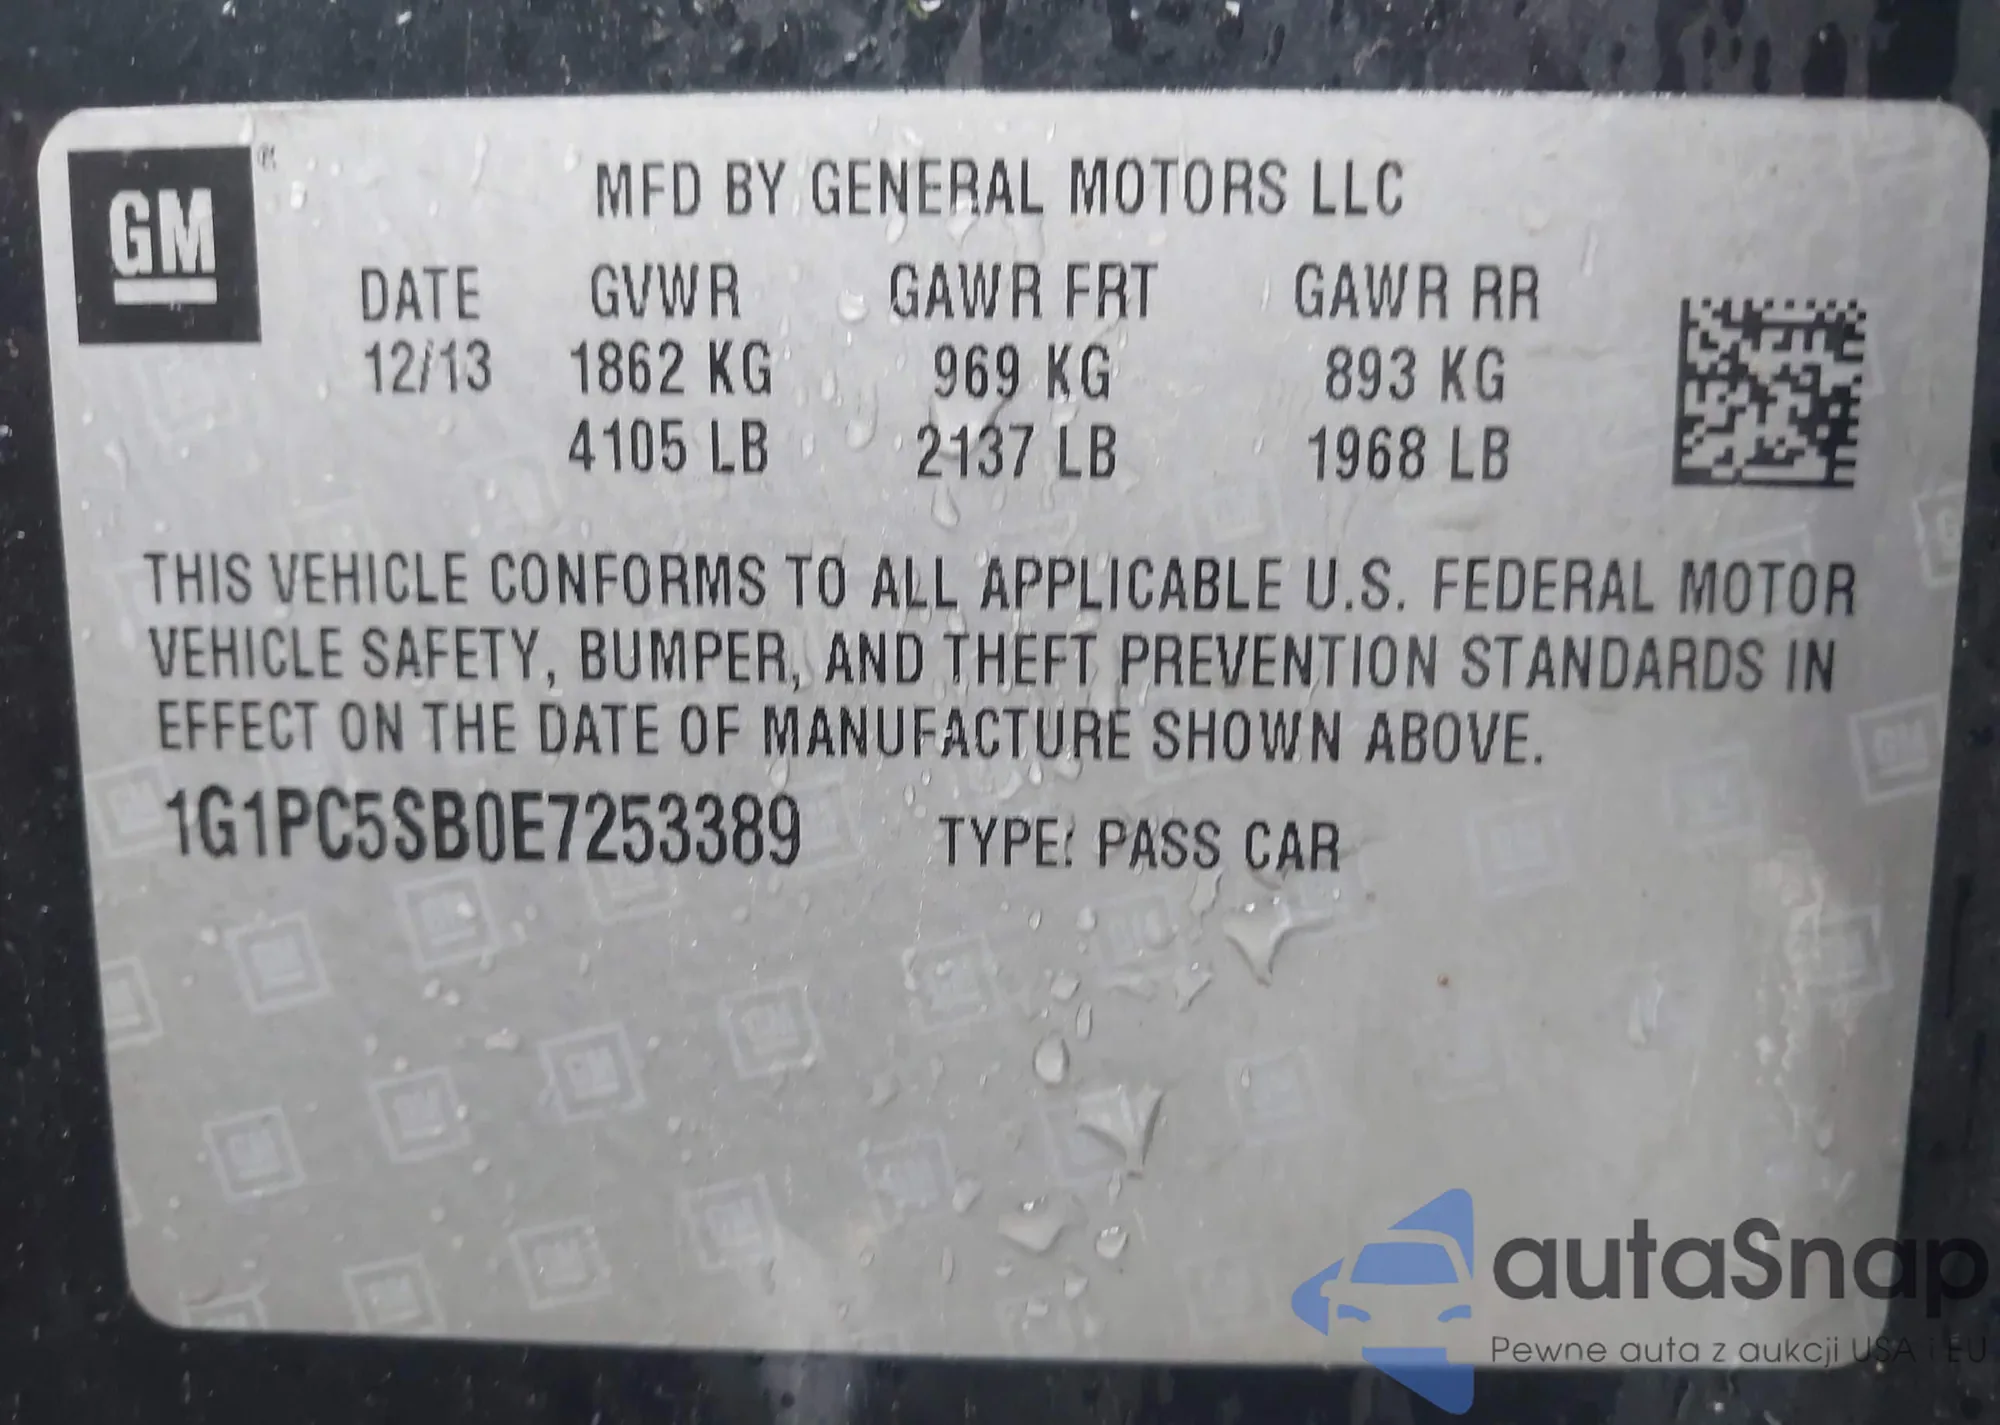 GM
MFD BY GENERAL MOTORS LLC
DATE GVWR GAWR FRT GAWR RR
12/13 1862 KG 969 KG 893 KG
4105 LB 2137 LB 1968 LB
THIS VEHICLE CONFORMS TO ALL APPLICABLE U.S. FEDERAL MOTOR
VEHICLE SAFETY, BUMPER, AND THEFT PREVENTION STANDARDS IN
EFFECT ON THE DATE OF MANUFACTURE SHOWN ABOVE.
1G1PC5SB0E7253389 TYPE: PASS CAR
autaSnap
Pewne auta z aukcji USA i EU